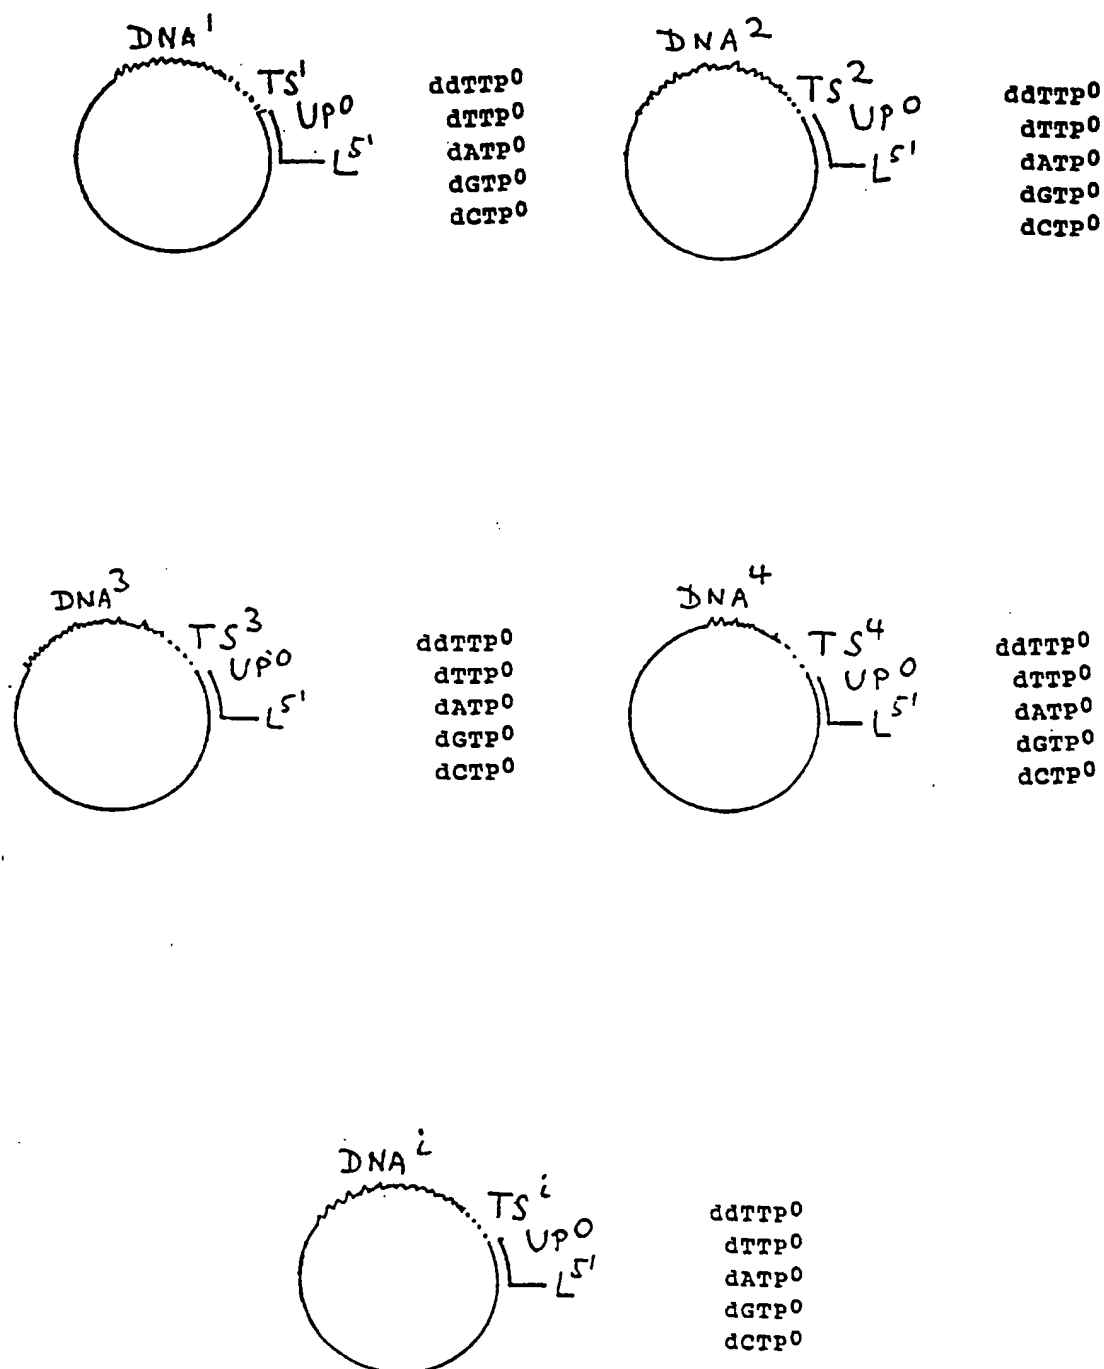 DNA¹
TS¹
UP⁰
L⁵'
ddTTP⁰
dTTP⁰
dATP⁰
dGTP⁰
dCTP⁰
DNA²
TS²
UP⁰
L⁵'
ddTTP⁰
dTTP⁰
dATP⁰
dGTP⁰
dCTP⁰
DNA³
TS³
UP⁰
L⁵'
ddTTP⁰
dTTP⁰
dATP⁰
dGTP⁰
dCTP⁰
DNA⁴
TS⁴
UP⁰
L⁵'
ddTTP⁰
dTTP⁰
dATP⁰
dGTP⁰
dCTP⁰
DNAⁱ
TSⁱ
UP⁰
L⁵'
ddTTP⁰
dTTP⁰
dATP⁰
dGTP⁰
dCTP⁰